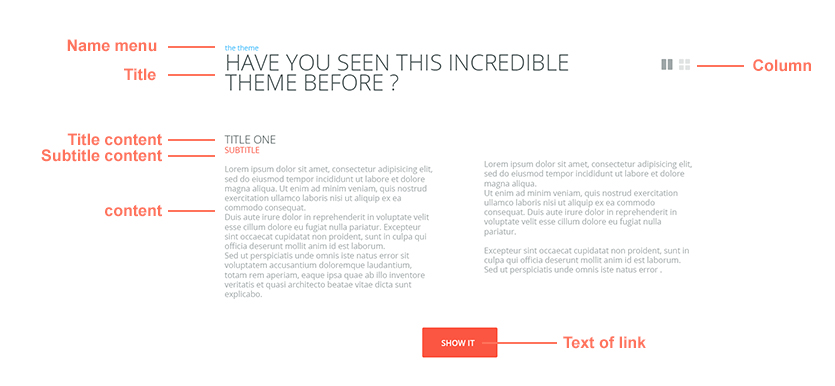 Name menu
the theme
Title
HAVE YOU SEEN THIS INCREDIBLE
THEME BEFORE ?
Column
Title content
TITLE ONE
Subtitle content
SUBTITLE
content
Lorem ipsum dolor sit amet, consectetur adipisicing elit,
sed do eiusmod tempor incididunt ut labore et dolore
magna aliqua. Ut enim ad minim veniam, quis nostrud
exercitation ullamco laboris nisi ut aliquip ex ea
commodo consequat.
Duis aute irure dolor in reprehenderit in voluptate velit
esse cillum dolore eu fugiat nulla pariatur. Excepteur
sint occaecat cupidatat non proident, sunt in culpa qui
officia deserunt mollit anim id est laborum.
Sed ut perspiciatis unde omnis iste natus error sit
voluptatem accusantium doloremque laudantium,
totam rem aperiam, eaque ipsa quae ab illo inventore
veritatis et quasi architecto beatae vitae dicta sunt
explicabo.
Lorem ipsum dolor sit amet, consectetur adipisicing elit,
sed do eiusmod tempor incididunt ut labore et dolore
magna aliqua.
Ut enim ad minim veniam, quis nostrud exercitation
ullamco laboris nisi ut aliquip ex ea commodo
consequat. Duis aute irure dolor in reprehenderit in
voluptate velit esse cillum dolore eu fugiat nulla
pariatur.
Excepteur sint occaecat cupidatat non proident, sunt in
culpa qui officia deserunt mollit anim id est laborum.
Sed ut perspiciatis unde omnis iste natus error .
SHOW IT
Text of link